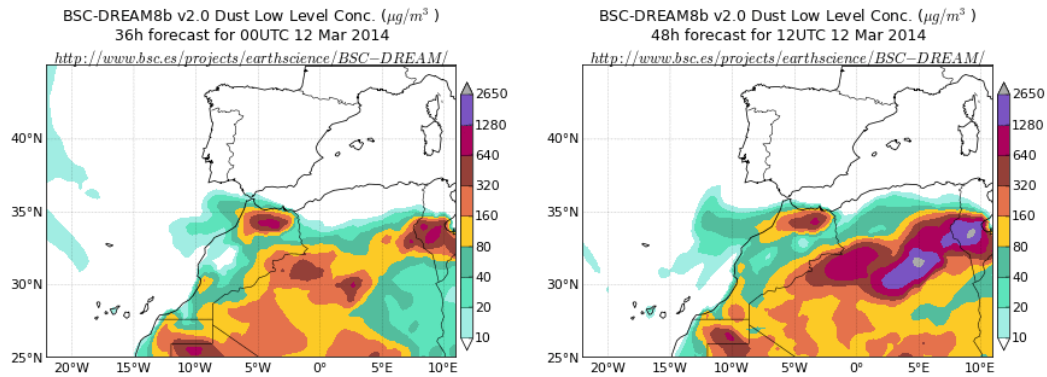 BSC-DREAM8b v2.0 Dust Low Level Conc. (µg/m³ )
36h forecast for 00UTC 12 Mar 2014
http://www.bsc.es/projects/earthscience/BSC−DREAM/
2650
1280
640
320
160
80
40
20
10
40°N
35°N
30°N
25°N
20°W
15°W
10°W
5°W
0°
5°E
10°E
BSC-DREAM8b v2.0 Dust Low Level Conc. (µg/m³ )
48h forecast for 12UTC 12 Mar 2014
http://www.bsc.es/projects/earthscience/BSC−DREAM/
2650
1280
640
320
160
80
40
20
10
40°N
35°N
30°N
25°N
20°W
15°W
10°W
5°W
0°
5°E
10°E